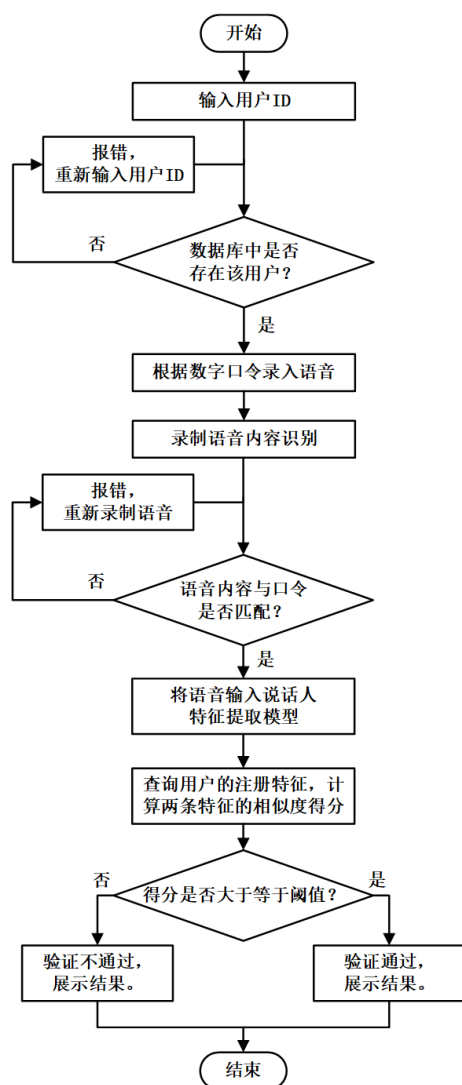 开始
输入用户ID
报错，
重新输入用户ID
否
数据库中是否
存在该用户？
是
根据数字口令录入语音
录制语音内容识别
报错，
重新录制语音
否
语音内容与口令
是否匹配？
是
将语音输入说话人
特征提取模型
查询用户的注册特征，计
算两条特征的相似度得分
否
得分是否大于等于阈值？
是
验证不通过，
展示结果。
验证通过，
展示结果。
结束